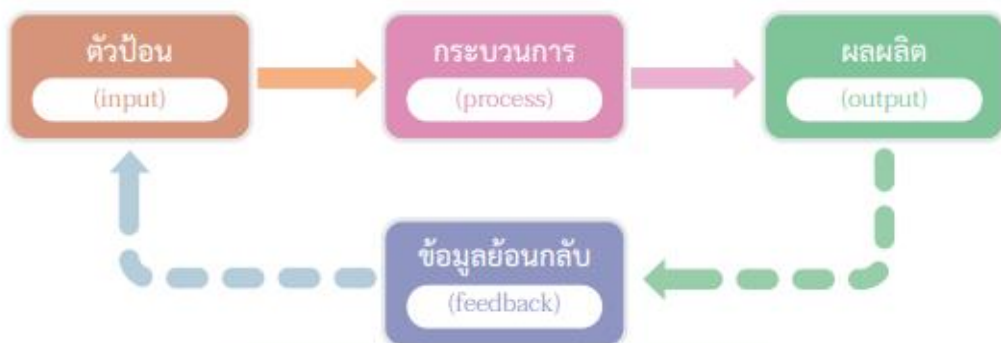 ตัวป้อน
(input)
กระบวนการ
(process)
ผลผลิต
(output)
ข้อมูลย้อนกลับ
(feedback)